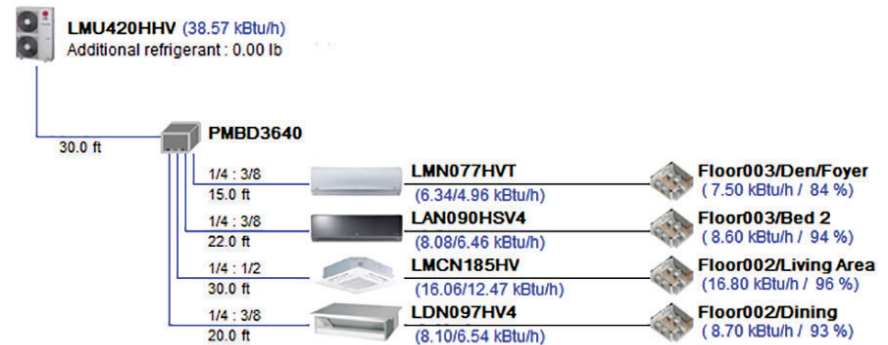 LMU420HHV (38.57 kBtu/h)
Additional refrigerant : 0.00 lb
30.0 ft
PMBD3640
1/4 : 3/8
15.0 ft
LMN077HVT
(6.34/4.96 kBtu/h)
Floor003/Den/Foyer
( 7.50 kBtu/h / 84 %)
1/4 : 3/8
22.0 ft
LAN090HSV4
(8.08/6.46 kBtu/h)
Floor003/Bed 2
( 8.60 kBtu/h / 94 %)
1/4 : 1/2
30.0 ft
LMCN185HV
(16.06/12.47 kBtu/h)
Floor002/Living Area
(16.80 kBtu/h / 96 %)
1/4 : 3/8
20.0 ft
LDN097HV4
(8.10/6.54 kBtu/h)
Floor002/Dining
( 8.70 kBtu/h / 93 %)